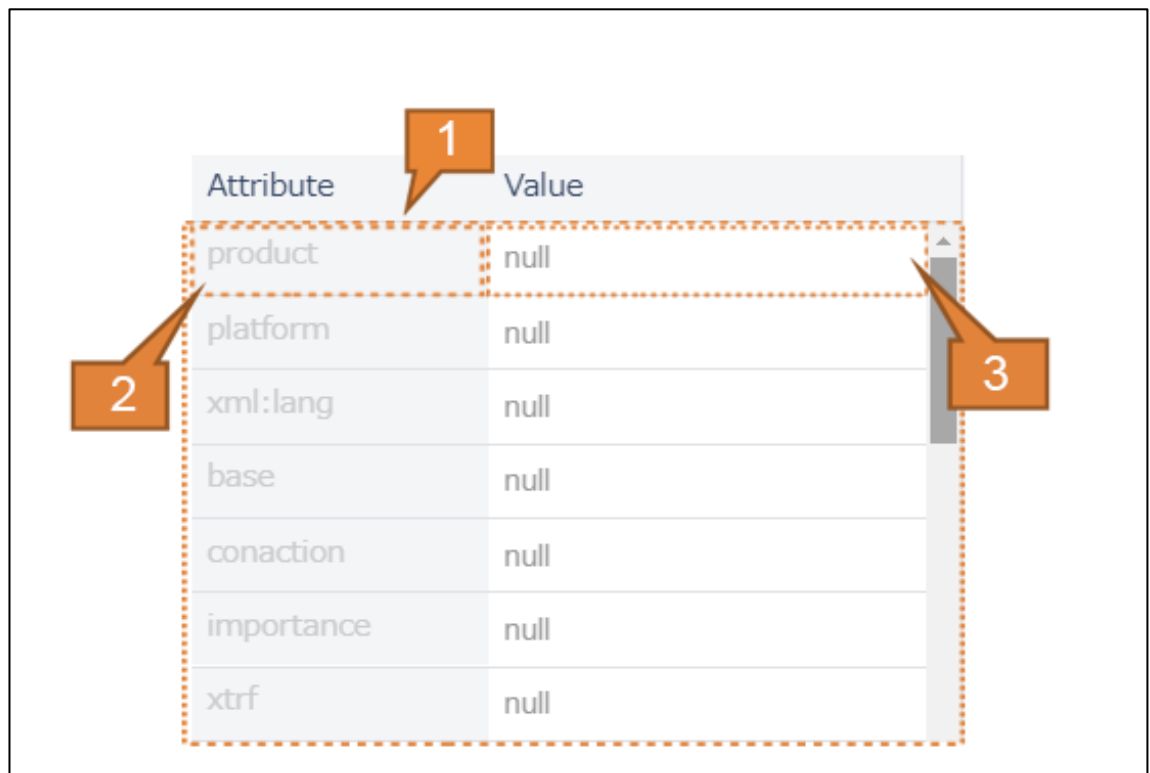 1
Attribute Value
product null
platform null
2
3
xml:lang null
base null
conaction null
importance null
xtrf null